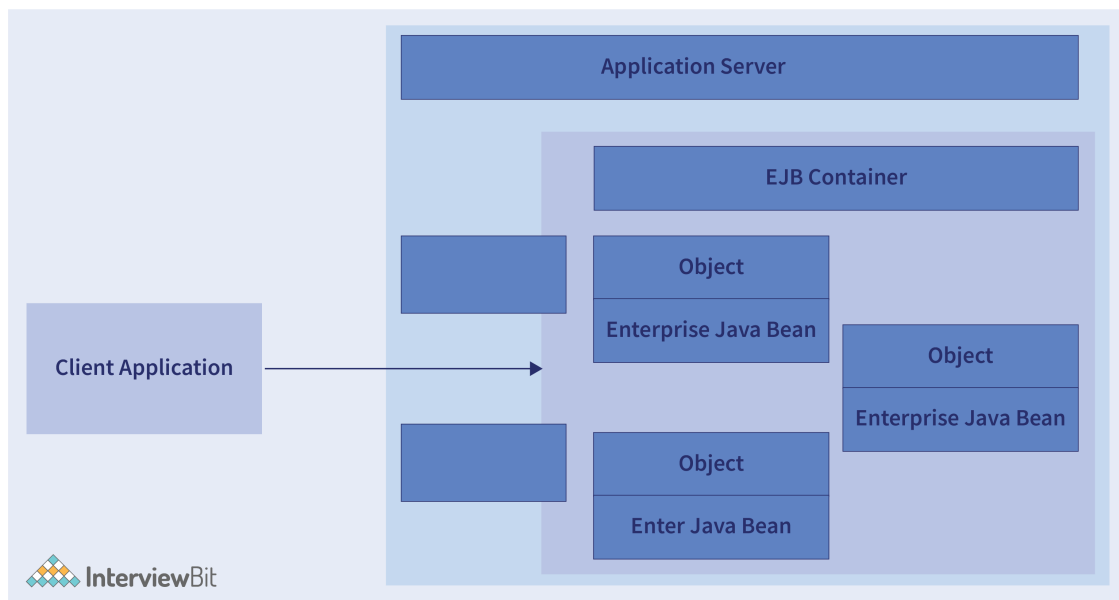 Application Server
EJB Container
Object
Enterprise Java Bean
Client Application
Object
Enterprise Java Bean
Object
Enter Java Bean
InterviewBit